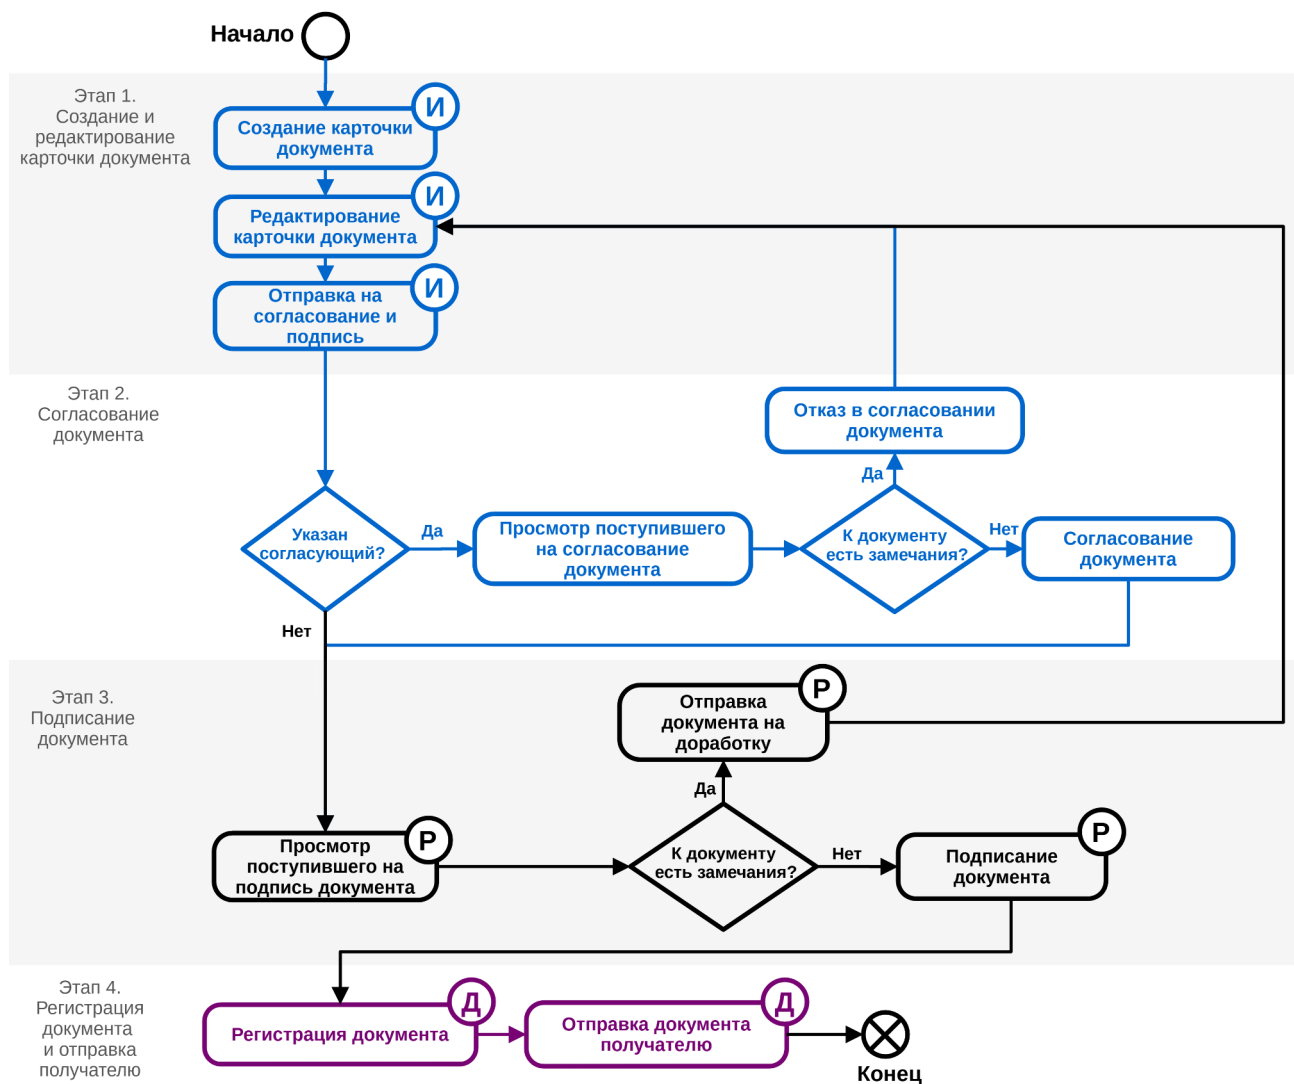 Начало
Этап 1.
Создание и
редактирование
карточки документа
И
Создание карточки
документа
И
Редактирование
карточки документа
И
Отправка на
согласование и
подпись
Этап 2.
Согласование
документа
Отказ в согласовании
документа
Да
Указан
согласующий?
Да
Просмотр поступившего
на согласование
документа
К документу
есть замечания?
Нет
Согласование
документа
Нет
Этап 3.
Подписание
документа
Р
Отправка
документа на
доработку
Да
Р
Просмотр
поступившего на
подпись документа
К документу
есть замечания?
Нет
Р
Подписание
документа
Этап 4.
Регистрация
документа
и отправка
получателю
Д
Регистрация документа
Д
Отправка документа
получателю
Конец